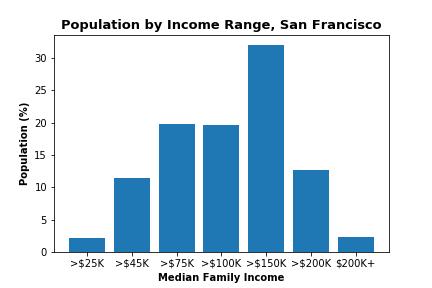 Population by Income Range, San Francisco
Population (%)
30
25
20
15
10
5
0
>$25K >$45K >$75K >$100K >$150K >$200K $200K+
Median Family Income